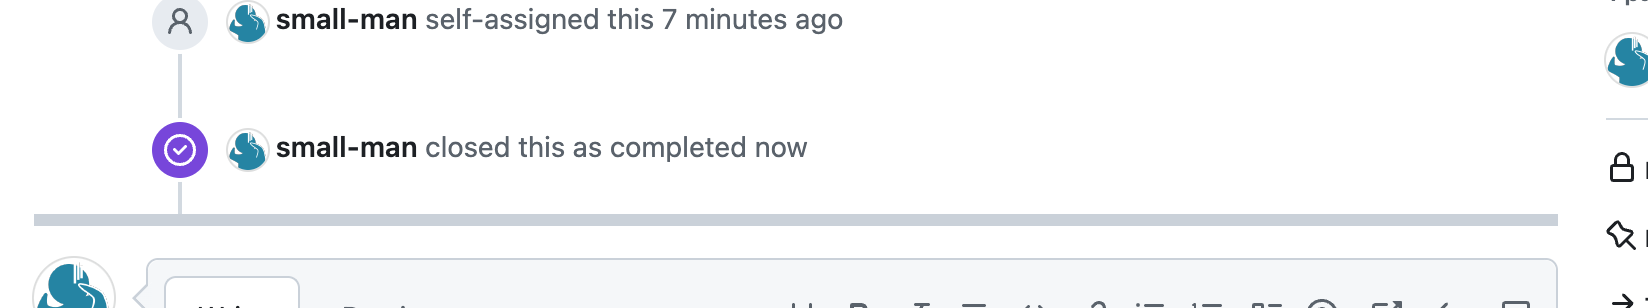 small-man self-assigned this 7 minutes ago
small-man closed this as completed now